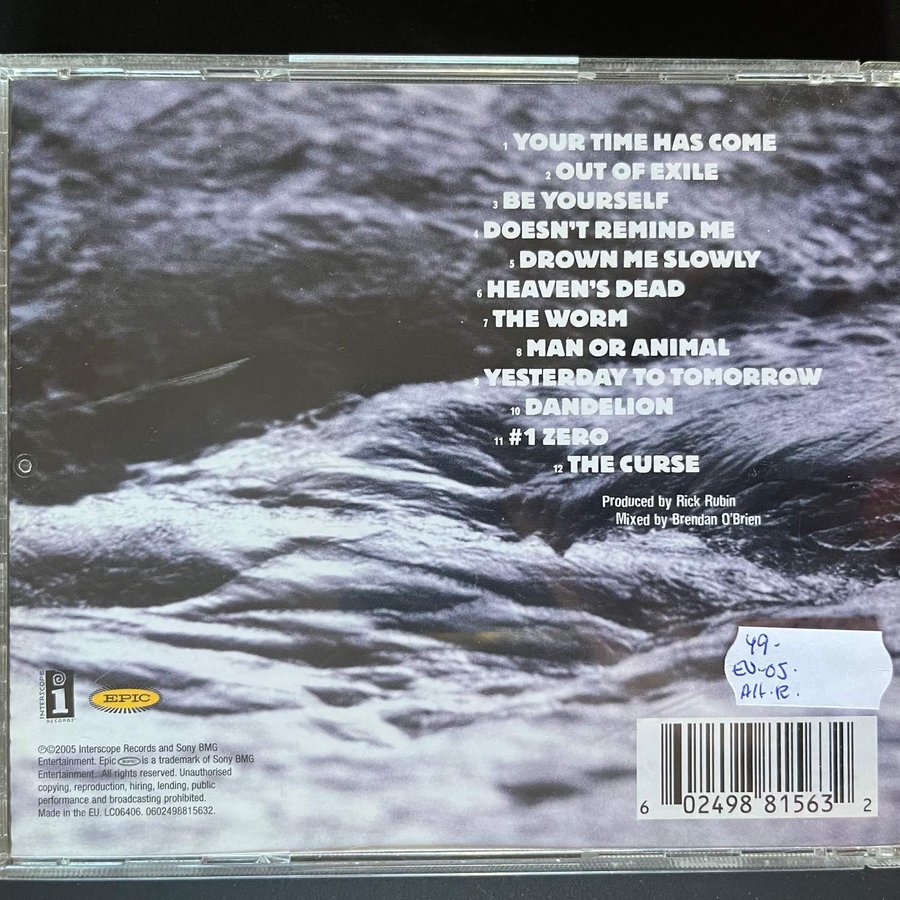 1 YOUR TIME HAS COME
2 OUT OF EXILE
3 BE YOURSELF
4 DOESN'T REMIND ME
5 DROWN ME SLOWLY
6 HEAVEN'S DEAD
7 THE WORM
8 MAN OR ANIMAL
9 YESTERDAY TO TOMORROW
10 DANDELION
11 #1 ZERO
12 THE CURSE
Produced by Rick Rubin
Mixed by Brendan O'Brien
49-
EU-05.
Alt.R.
INTERSCOPE
RECORDS
i
EPIC
℗©2005 Interscope Records and Sony BMG
Entertainment. Epic EPIC is a trademark of Sony BMG
Entertainment. All rights reserved. Unauthorised
copying, reproduction, hiring, lending, public
performance and broadcasting prohibited.
Made in the EU. LC06406. 0602498815632.
6 02498 81563 2